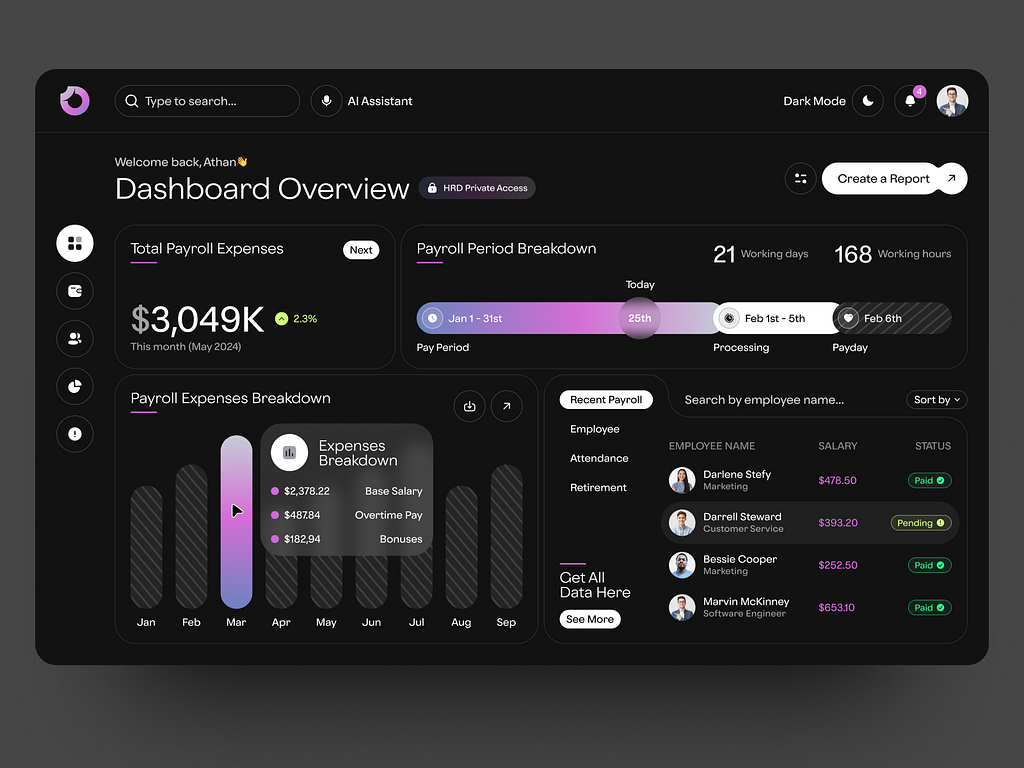 Type to search...
AI Assistant
Dark Mode
4
Welcome back, Athan👋
Dashboard Overview
HRD Private Access
Create a Report
Total Payroll Expenses
Next
$3,049K
2.3%
This month (May 2024)
Payroll Period Breakdown
21 Working days
168 Working hours
Today
Jan 1 - 31st
25th
Feb 1st - 5th
Feb 6th
Pay Period
Processing
Payday
Payroll Expenses Breakdown
Expenses
Breakdown
$2,378.22 Base Salary
$487.84 Overtime Pay
$182,94 Bonuses
Jan Feb Mar Apr May Jun Jul Aug Sep
Recent Payroll
Employee
Attendance
Retirement
Get All
Data Here
See More
Search by employee name...
Sort by
EMPLOYEE NAME SALARY STATUS
Darlene Stefy
Marketing
$478.50
Paid
Darrell Steward
Customer Service
$393.20
Pending
Bessie Cooper
Marketing
$252.50
Paid
Marvin McKinney
Software Engineer
$653.10
Paid